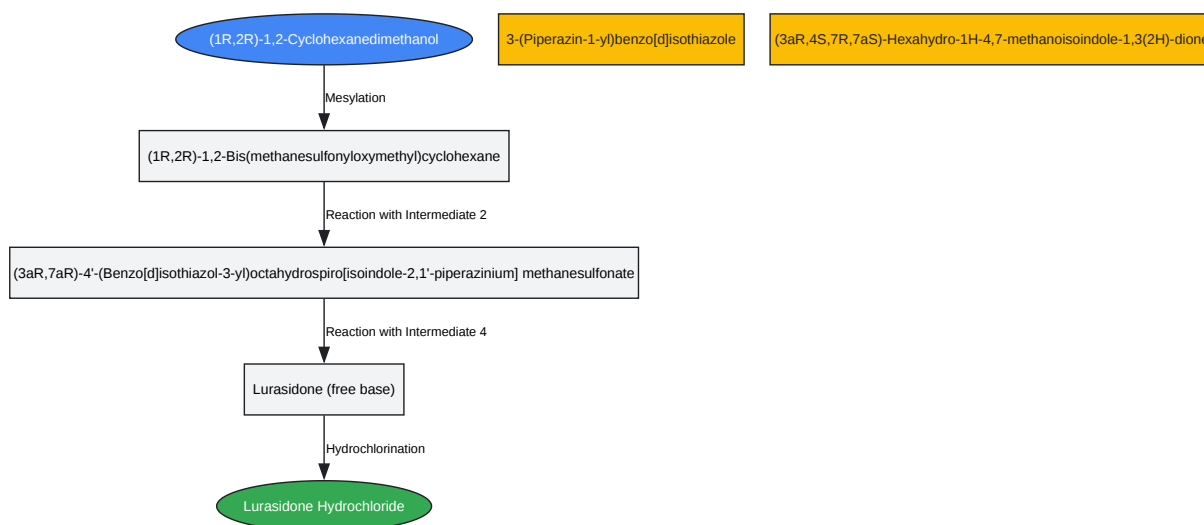 (1R,2R)-1,2-Cyclohexanedimethanol
3-(Piperazin-1-yl)benzo[d]isothiazole
(3aR,4S,7R,7aS)-Hexahydro-1H-4,7-methanoisoindole-1,3(2H)-dione
Mesylation
(1R,2R)-1,2-Bis(methanesulfonyloxymethyl)cyclohexane
Reaction with Intermediate 2
(3aR,7aR)-4'-(Benzo[d]isothiazol-3-yl)octahydrospiro[isoindole-2,1'-piperazinium] methanesulfonate
Reaction with Intermediate 4
Lurasidone (free base)
Hydrochlorination
Lurasidone Hydrochloride